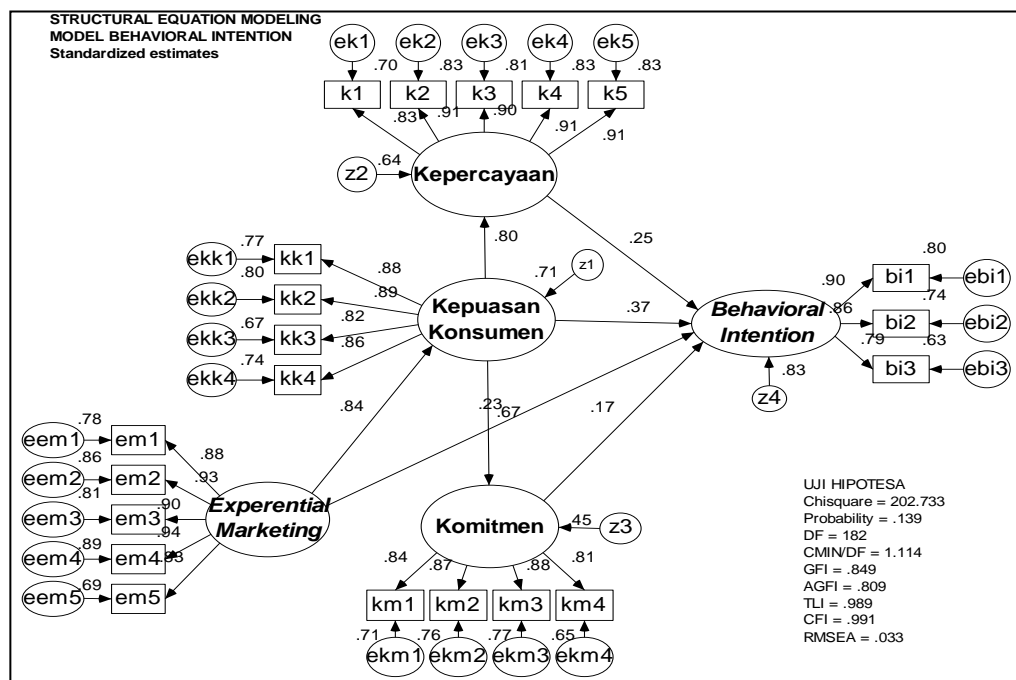 STRUCTURAL EQUATION MODELING
MODEL BEHAVIORAL INTENTION
Standardized estimates
ek1 ek2 ek3 ek4 ek5
.70 .83 .81 .83 .83
k1 k2 k3 k4 k5
.83 .91 .90 .91 .91
z2 .64 Kepercayaan
.80 .25
ekk1 .77 kk1 .88
ekk2 .80 kk2 .89
ekk3 .67 kk3 .82
ekk4 .74 kk4 .86
Kepuasan
Konsumen
.71 z1
.37
Behavioral
Intention
.90 bi1 .80 ebi1
.86 bi2 .74 ebi2
.79 bi3 .63 ebi3
.83 z4
.84 .23 .67 .17
eem1 .78 em1 .88
eem2 .86 em2 .93
eem3 .81 em3 .90
eem4 .89 em4 .94
eem5 .69 em5 .83
Experential
Marketing
Komitmen .45 z3
.84 .87 .88 .81
km1 km2 km3 km4
.71 .76 .77 .65
ekm1 ekm2 ekm3 ekm4
UJI HIPOTESA
Chisquare = 202.733
Probability = .139
DF = 182
CMIN/DF = 1.114
GFI = .849
AGFI = .809
TLI = .989
CFI = .991
RMSEA = .033